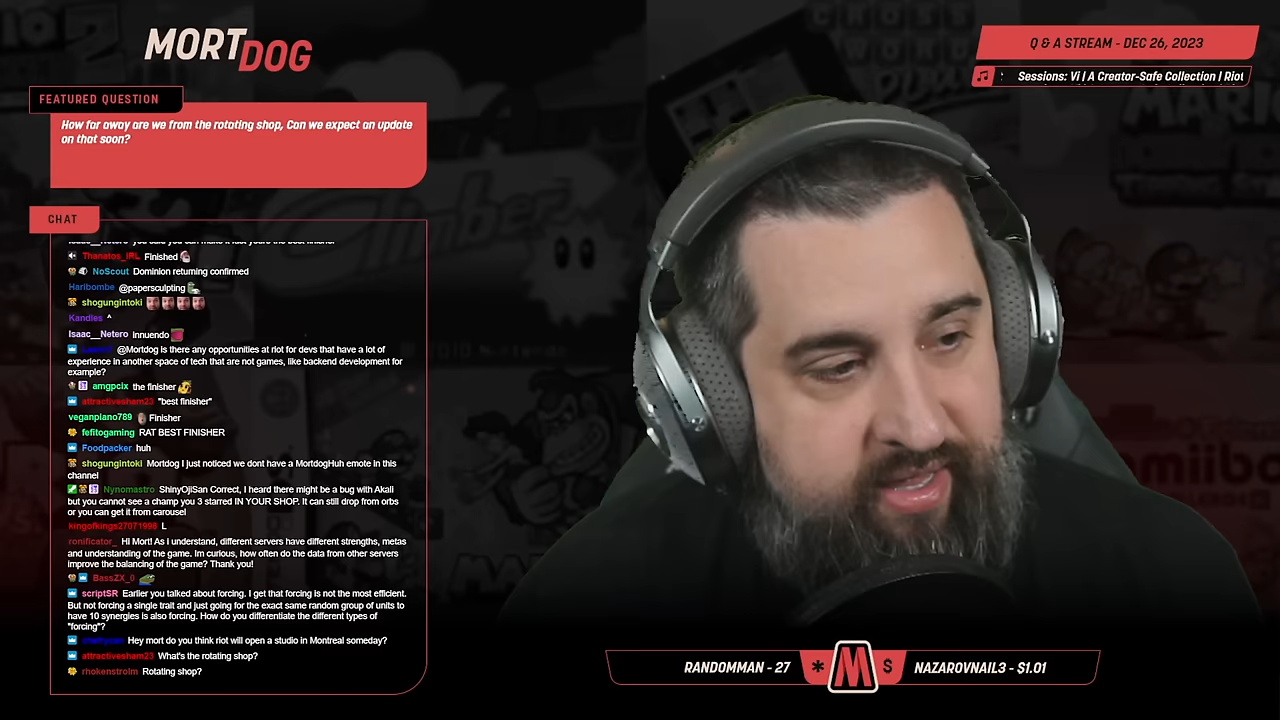 MORTDOG
Q & A STREAM - DEC 26, 2023
Sessions: Vi | A Creator-Safe Collection | Riot
FEATURED QUESTION
How far away are we from the rotating shop, Can we expect an update
on that soon?
CHAT
Thanatos_IRL Finished
NoScout Dominion returning confirmed
Haribombe @papersculpting
shogungintoki
Kandles ^
Isaac__Netero innuendo
@Mortdog is there any opportunities at riot for devs that have a lot of
experience in another space of tech that are not games, like backend development for
example?
amgpcix the finisher
attractivesham23 "best finisher"
veganpiano789 Finisher
fefitogaming RAT BEST FINISHER
Foodpacker huh
shogungintoki Mortdog I just noticed we dont have a MortdogHuh emote in this
channel
Nynomastro ShinyOjiSan Correct, I heard there might be a bug with Akali
but you cannot see a champ you 3 starred IN YOUR SHOP. It can still drop from orbs
or you can get it from carousel
kingofkings27071998 L
ronificator_ Hi Mort! As I understand, different servers have different strengths, metas
and understanding of the game. Im curious, how often do the data from other servers
improve the balancing of the game? Thank you!
BassZX_0
scriptSR Earlier you talked about forcing. I get that forcing is not the most efficient.
But not forcing a single trait and just going for the exact same random group of units to
have 10 synergies is also forcing. How do you differentiate the different types of
"forcing"?
Hey mort do you think riot will open a studio in Montreal someday?
attractivesham23 What's the rotating shop?
rhokenstrolm Rotating shop?
RANDOMMAN - 27 * M $ NAZAROVNAIL3 - $1.01
amiibo